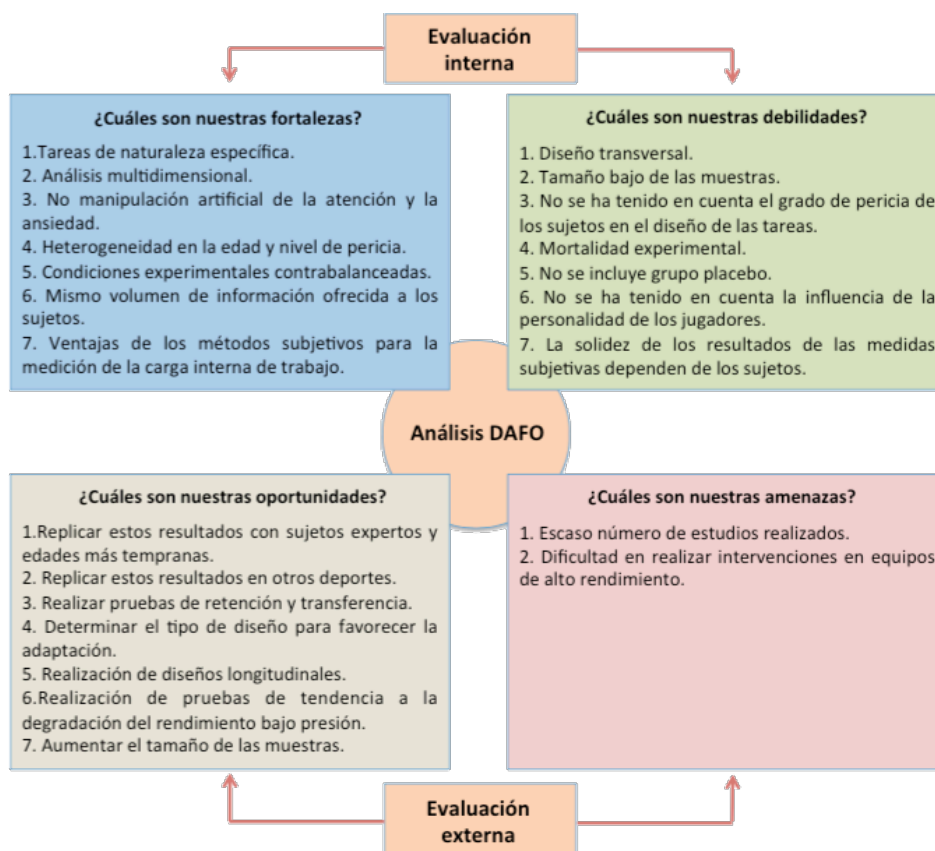 Evaluación
interna
¿Cuáles son nuestras fortalezas?
1.Tareas de naturaleza específica.
2. Análisis multidimensional.
3. No manipulación artificial de la atención y la
ansiedad.
4. Heterogeneidad en la edad y nivel de pericia.
5. Condiciones experimentales contrabalanceadas.
6. Mismo volumen de información ofrecida a los
sujetos.
7. Ventajas de los métodos subjetivos para la
medición de la carga interna de trabajo.
¿Cuáles son nuestras debilidades?
1. Diseño transversal.
2. Tamaño bajo de las muestras.
3. No se ha tenido en cuenta el grado de pericia de
los sujetos en el diseño de las tareas.
4. Mortalidad experimental.
5. No se incluye grupo placebo.
6. No se ha tenido en cuenta la influencia de la
personalidad de los jugadores.
7. La solidez de los resultados de las medidas
subjetivas dependen de los sujetos.
Análisis DAFO
¿Cuáles son nuestras oportunidades?
1.Replicar estos resultados con sujetos expertos y
edades más tempranas.
2. Replicar estos resultados en otros deportes.
3. Realizar pruebas de retención y transferencia.
4. Determinar el tipo de diseño para favorecer la
adaptación.
5. Realización de diseños longitudinales.
6.Realización de pruebas de tendencia a la
degradación del rendimiento bajo presión.
7. Aumentar el tamaño de las muestras.
¿Cuáles son nuestras amenazas?
1. Escaso número de estudios realizados.
2. Dificultad en realizar intervenciones en equipos
de alto rendimiento.
Evaluación
externa